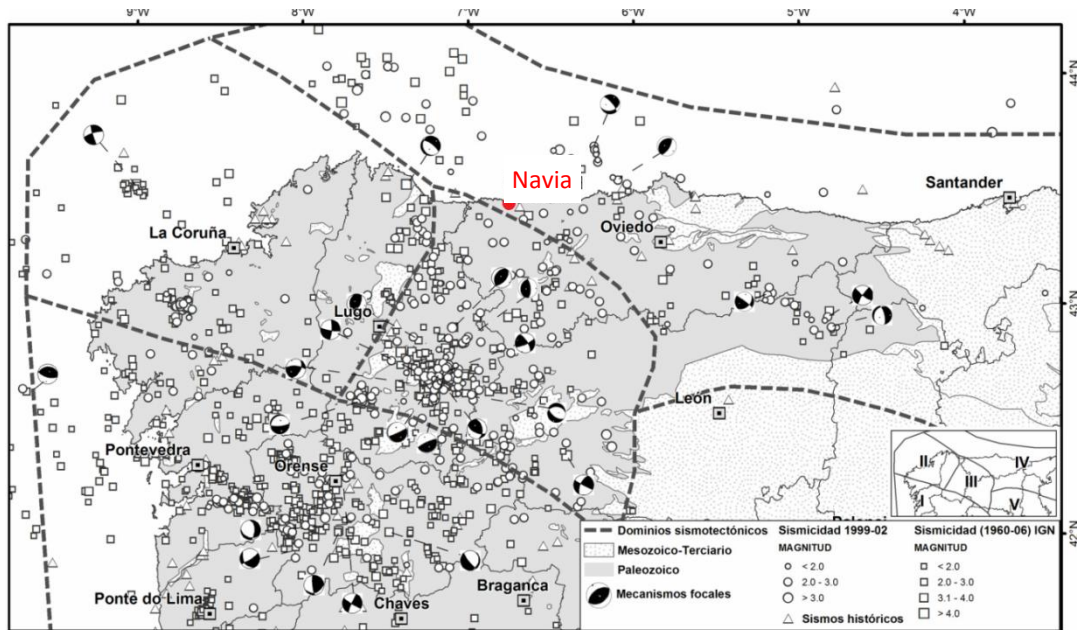 9°W 8°W 7°W 6°W 5°W 4°W
44°N
Navia
Santander
La Coruña
Oviedo
43°N
Lugo
León
Pontevedra
Orense
II
III
IV
I
V
42°N
Dominios sismotectónicos
Mesozoico-Terciario
Paleozoico
Mecanismos focales
Sismicidad 1999-02
MAGNITUD
< 2.0
2.0 - 3.0
> 3.0
Sismos históricos
Sismicidad (1960-06) IGN
MAGNITUD
< 2.0
2.0 - 3.0
3.1 - 4.0
> 4.0
Bragança
Ponte do Lima
Chaves